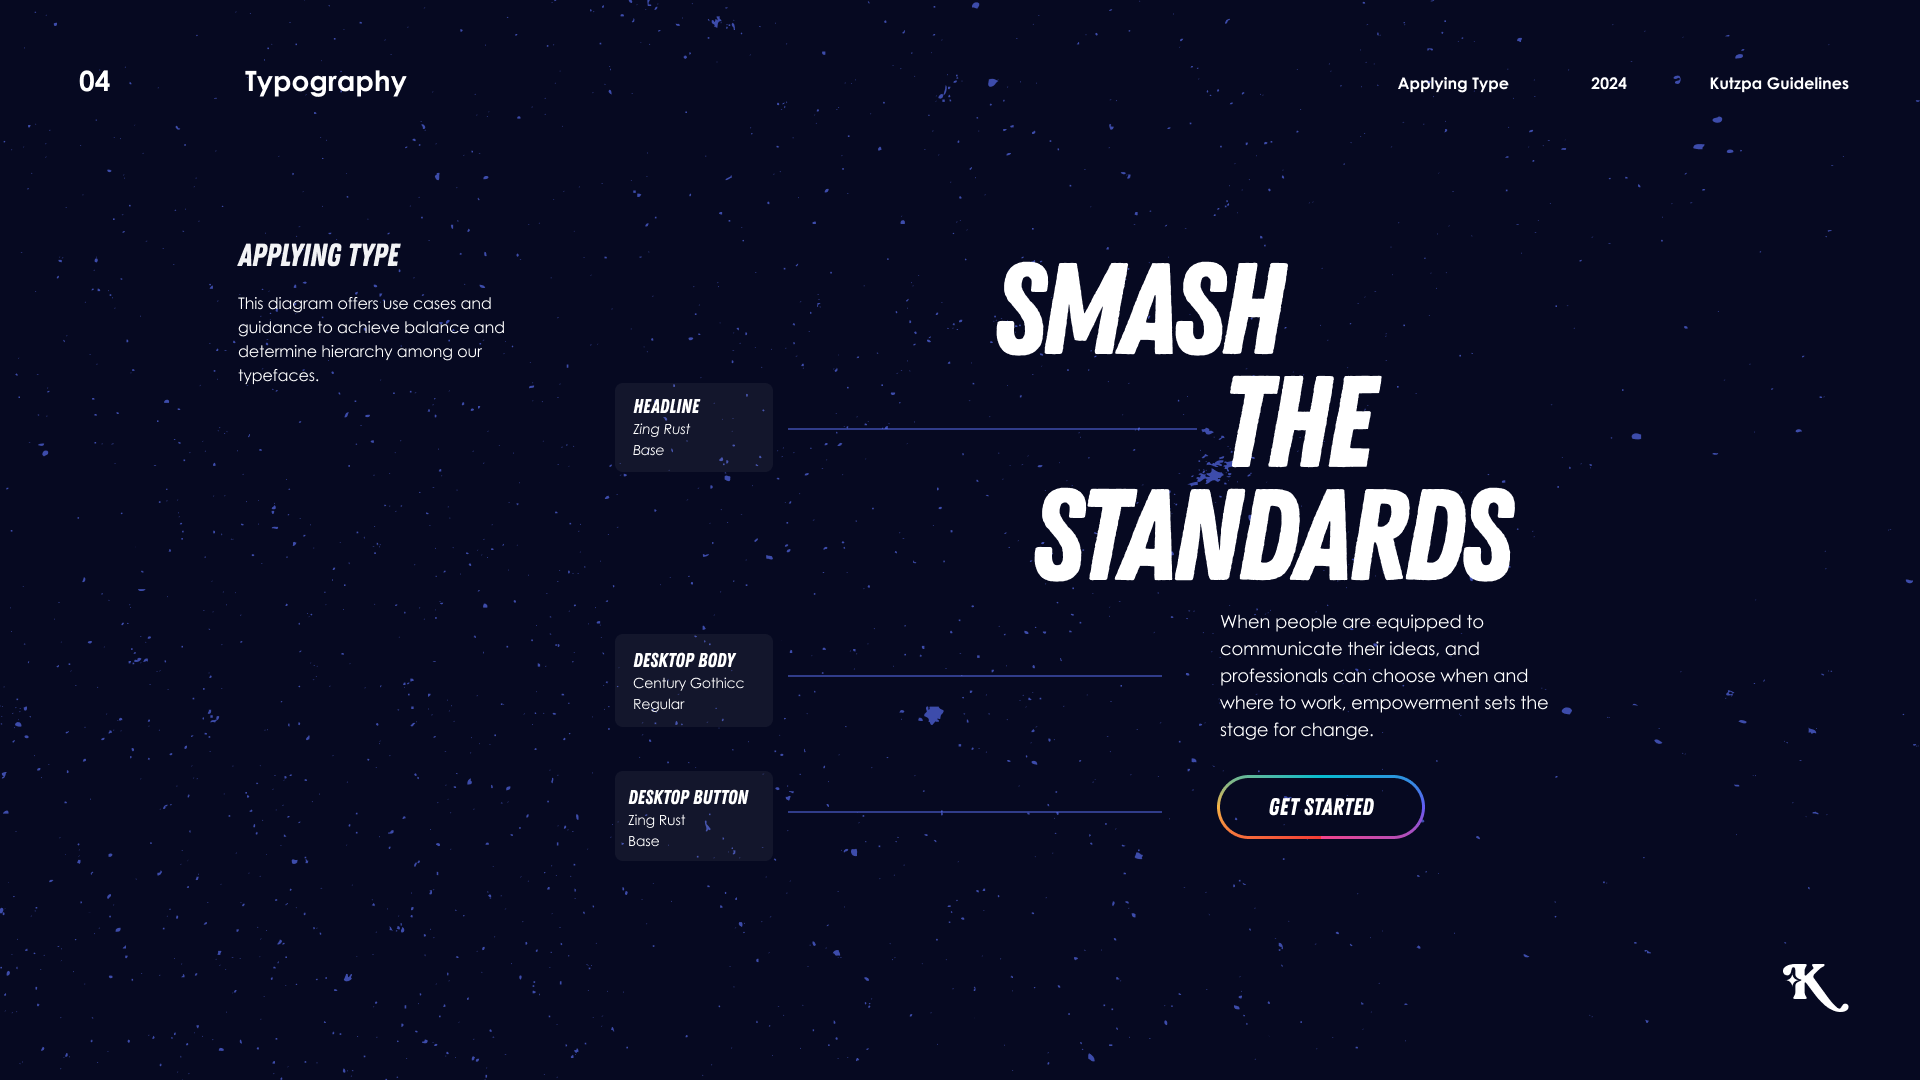 04
Typography
Applying Type
2024
Kutzpa Guidelines
APPLYING TYPE
This diagram offers use cases and
guidance to achieve balance and
determine hierarchy among our
typefaces.
HEADLINE
Zing Rust
Base
SMASH
THE
STANDARDS
DESKTOP BODY
Century Gothicc
Regular
When people are equipped to
communicate their ideas, and
professionals can choose when and
where to work, empowerment sets the
stage for change.
DESKTOP BUTTON
Zing Rust
Base
GET STARTED
K